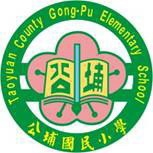 Taoyuan County Gong-Pu Elementary School
公埔
公埔國民小學